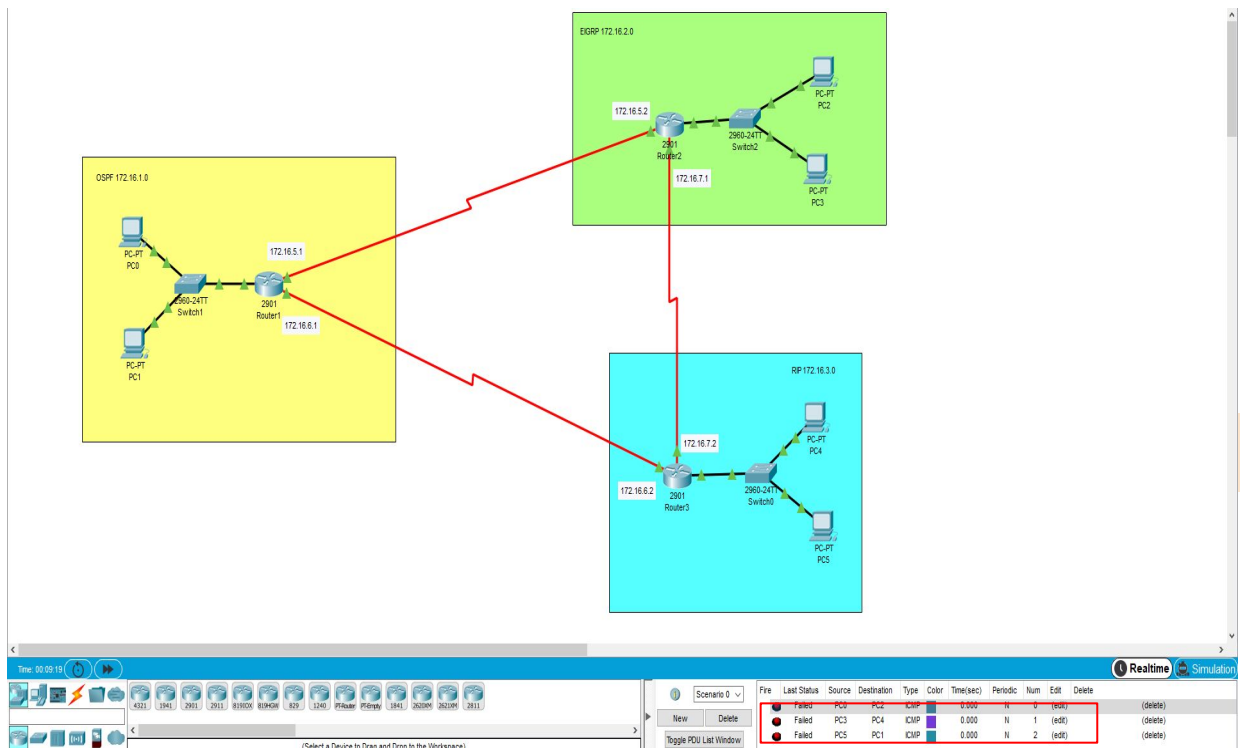 EIGRP 172.16.2.0
PC-PT
PC2
172.16.5.2
2901
Router2
2960-24TT
Switch2
172.16.7.1
PC-PT
PC3
OSPF 172.16.1.0
PC-PT
PC0
172.16.5.1
2960-24TT
Switch1
2901
Router1
172.16.6.1
PC-PT
PC1
RIP 172.16.3.0
PC-PT
PC4
172.16.7.2
172.16.6.2
2901
Router3
2960-24TT
Switch0
PC-PT
PC5
Time: 00:09:19
Realtime
Simulation
4321 1941 2901 2911 819IOX 819HGW 829 1240 PT-Router PT-Empty 1841 2620XM 2621XM 2811
(Select a Device to Drag and Drop to the Workspace)
Scenario 0
New Delete
Toggle PDU List Window
Fire Last Status Source Destination Type Color Time(sec) Periodic Num Edit Delete
Failed PC0 PC2 ICMP 0.000 N 0 (edit) (delete)
Failed PC3 PC4 ICMP 0.000 N 1 (edit) (delete)
Failed PC5 PC1 ICMP 0.000 N 2 (edit) (delete)